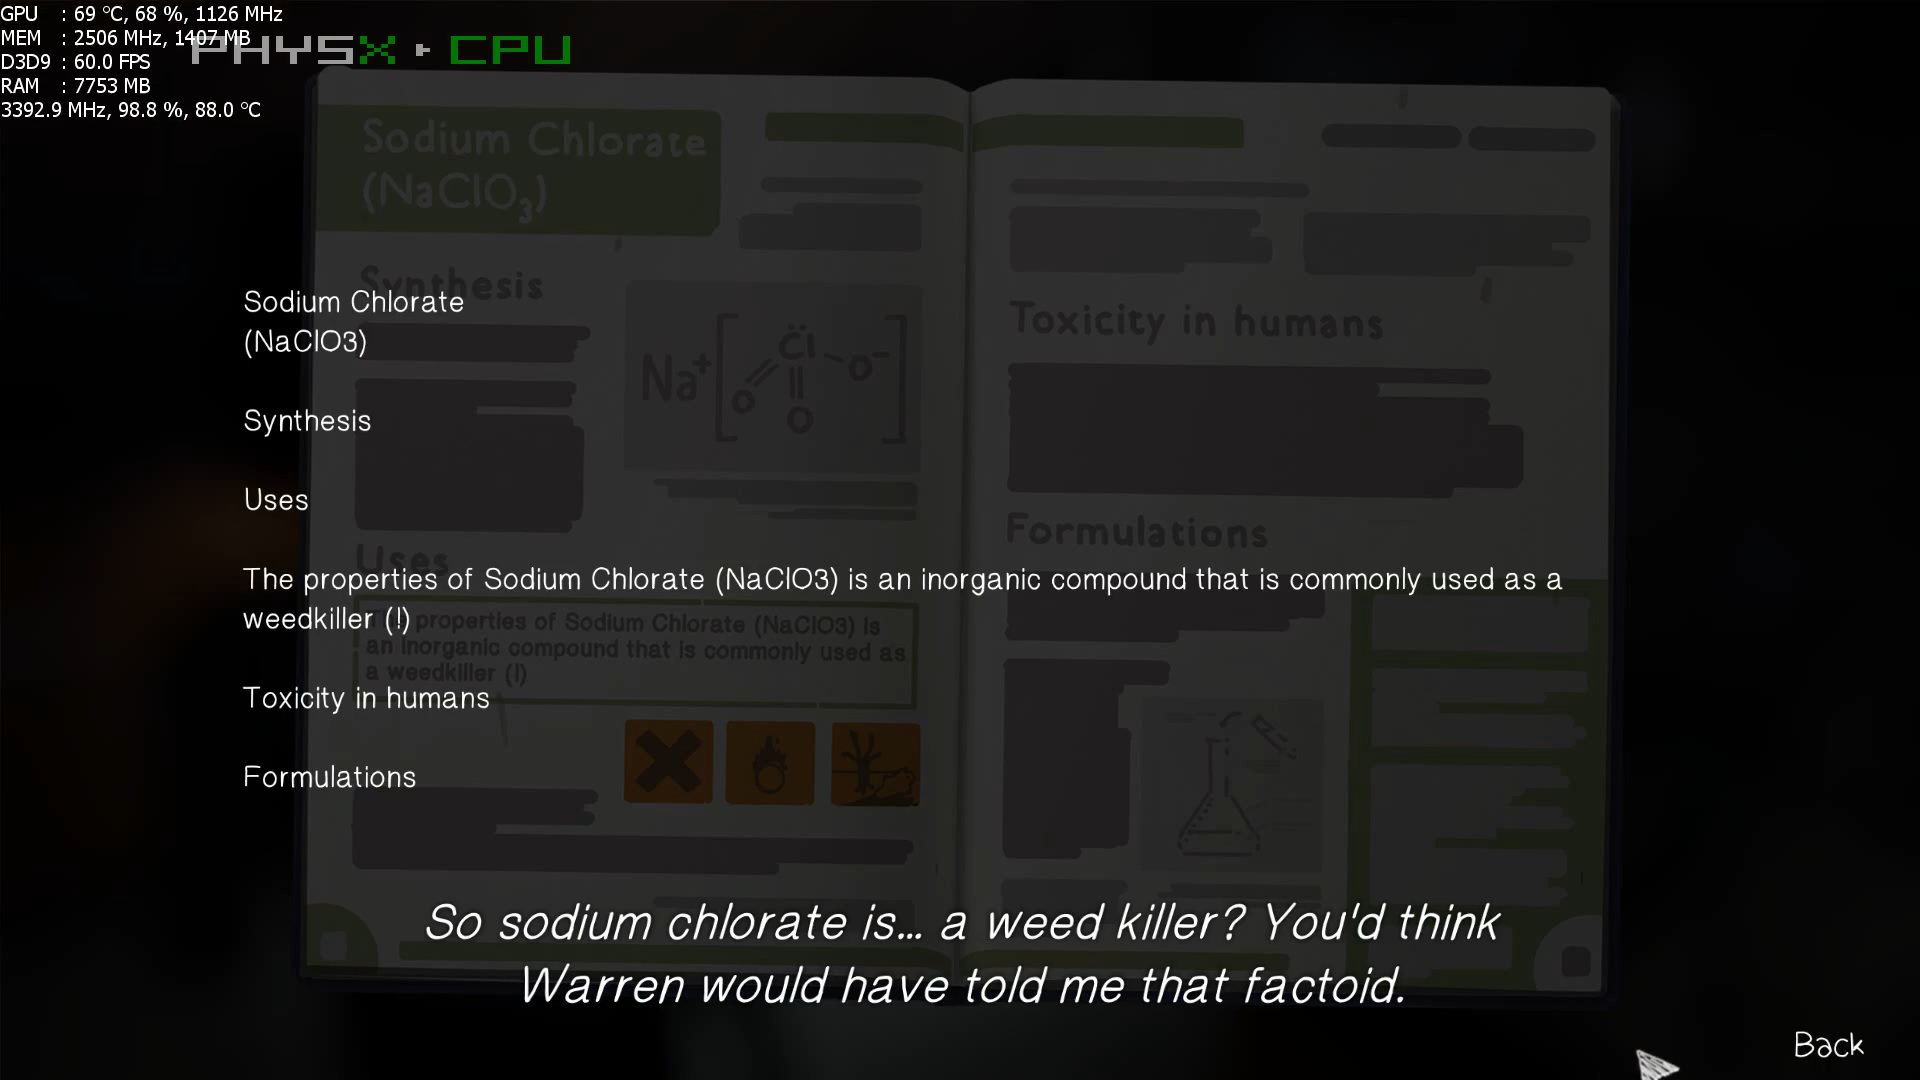 GPU : 69 °C, 68 %, 1126 MHz
MEM : 2506 MHz, 1407 MB
D3D9 : 60.0 FPS
RAM : 7753 MB
3392.9 MHz, 98.8 %, 88.0 °C
PHYSX CPU
Sodium Chlorate
(NaClO3)
Synthesis
Na+ [ Cl O O O- ]
Uses
The properties of Sodium Chlorate (NaClO3) is
an inorganic compound that is commonly used as
a weedkiller (!)
Toxicity in humans
Formulations
Sodium Chlorate
(NaClO3)
Synthesis
Uses
The properties of Sodium Chlorate (NaClO3) is an inorganic compound that is commonly used as a
weedkiller (!)
Toxicity in humans
Formulations
So sodium chlorate is... a weed killer? You'd think
Warren would have told me that factoid.
Back